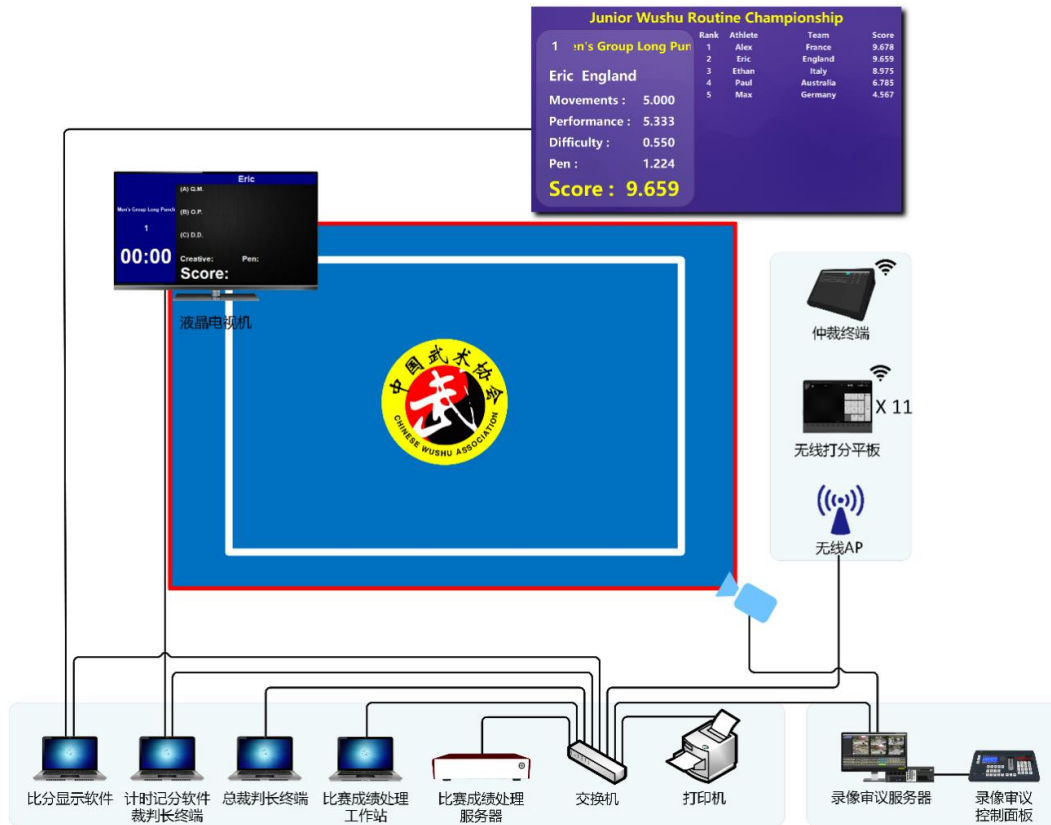 Junior Wushu Routine Championship
Rank Athlete Team Score
1 Alex France 9.678
2 Eric England 9.659
3 Ethan Italy 8.975
4 Paul Australia 6.785
5 Max Germany 4.567
1 :n's Group Long Pun
Eric England
Movements : 5.000
Performance : 5.333
Difficulty : 0.550
Pen : 1.224
Score : 9.659
Eric
(A) Q.M.
Men's Group Long Punch
(B) O.P.
1
(C) D.D.
00:00
Creative: Pen:
Score:
液晶电视机
中国武术协会
武
CHINESE WUSHU ASSOCIATION
仲裁终端
X 11
无线打分平板
无线AP
比分显示软件
计时记分软件
裁判长终端
总裁判长终端
比赛成绩处理
工作站
比赛成绩处理
服务器
交换机
打印机
录像审议服务器
录像审议
控制面板